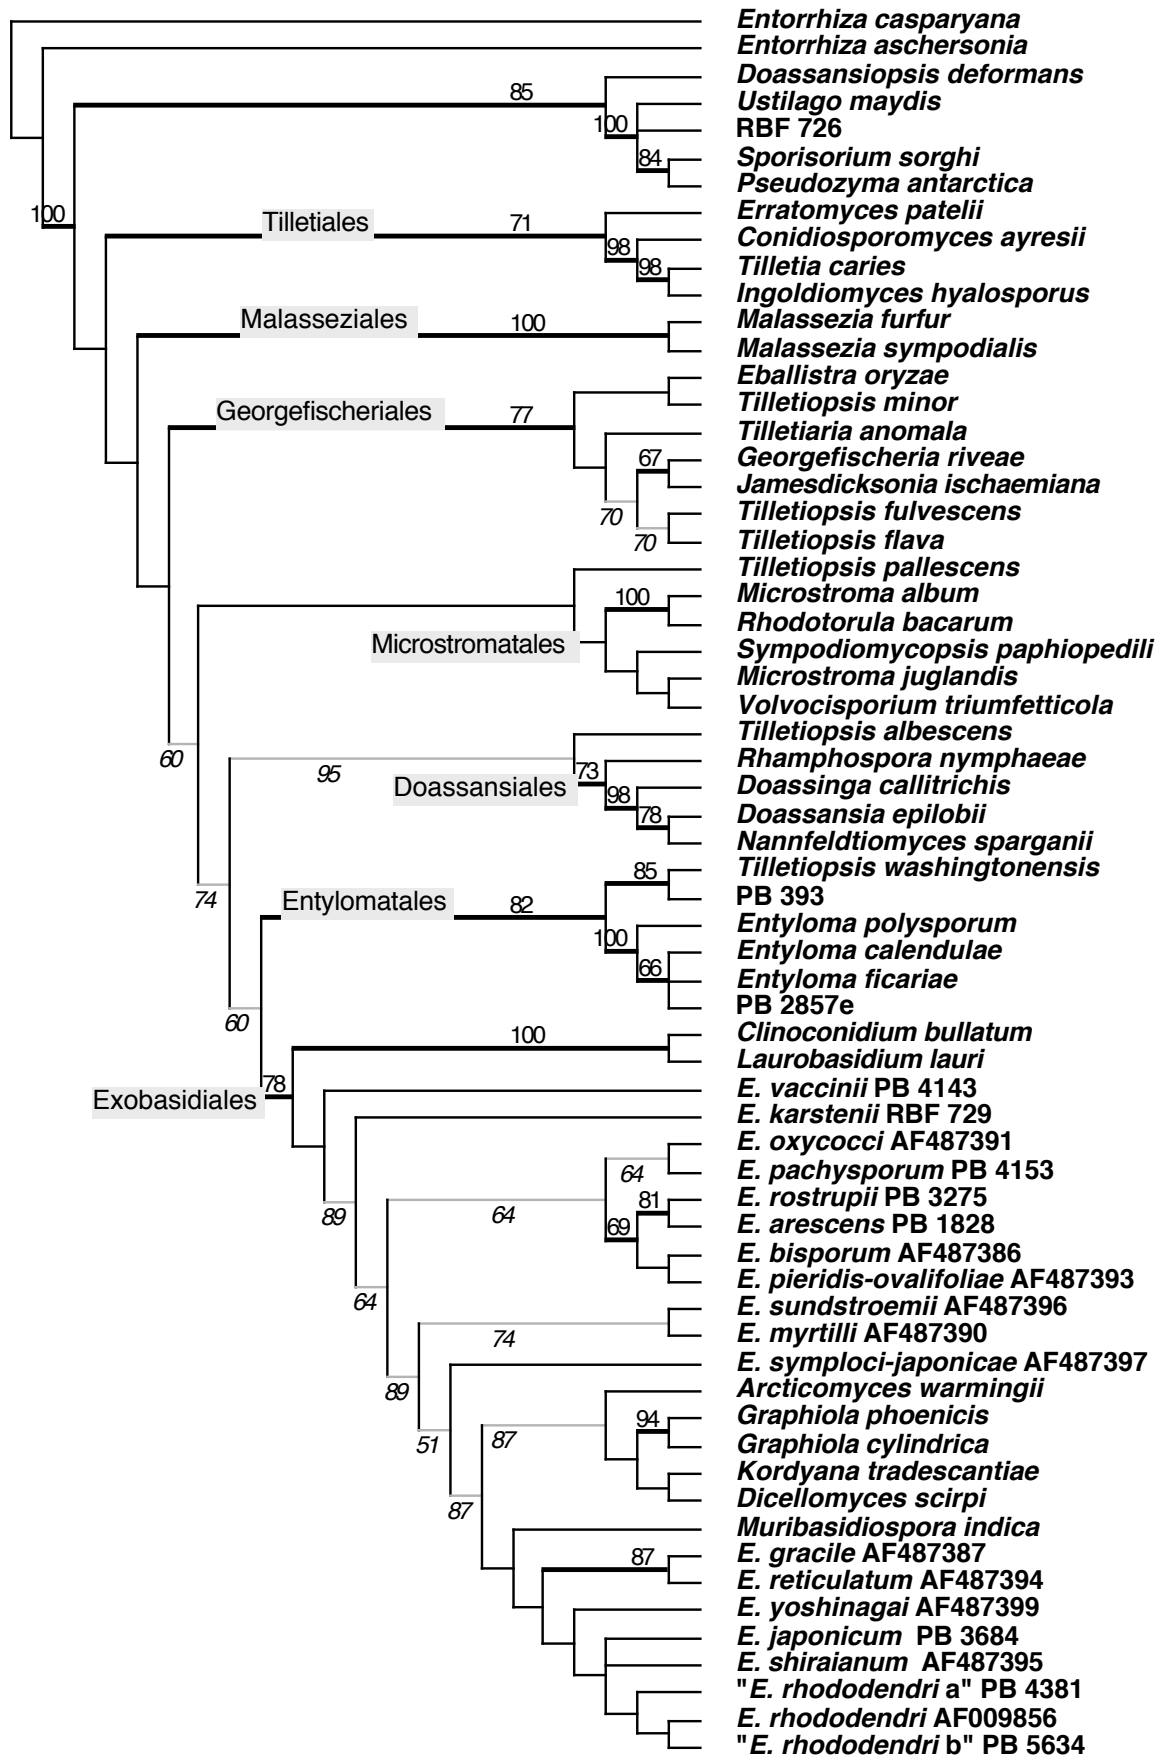 Entorrhiza casparyana
Entorrhiza aschersonia
Doassansiopsis deformans
85
Ustilago maydis
100
RBF 726
84
Sporisorium sorghi
Pseudozyma antarctica
100
Erratomyces patelii
Tilletiales
71
Conidiosporomyces ayresii
98
98
Tilletia caries
Ingoldiomyces hyalosporus
Malasseziales
100
Malassezia furfur
Malassezia sympodialis
Eballistra oryzae
Georgefischeriales
77
Tilletiopsis minor
Tilletiaria anomala
67
Georgefischeria riveae
Jamesdicksonia ischaemiana
70
Tilletiopsis fulvescens
70
Tilletiopsis flava
Tilletiopsis pallescens
100
Microstroma album
Rhodotorula bacarum
Microstromatales
Sympodiomycopsis paphiopedili
Microstroma juglandis
Volvocisporium triumfetticola
Tilletiopsis albescens
60
95
73
Rhamphospora nymphaeae
Doassansiales
98
Doassinga callitrichis
78
Doassansia epilobii
Nannfeldtiomyces sparganii
85
Tilletiopsis washingtonensis
74
PB 393
Entylomatales
82
Entyloma polysporum
100
Entyloma calendulae
66
Entyloma ficariae
PB 2857e
60
100
Clinoconidium bullatum
Laurobasidium lauri
Exobasidiales
78
E. vaccinii PB 4143
E. karstenii RBF 729
E. oxycocci AF487391
64
E. pachysporum PB 4153
81
E. rostrupii PB 3275
89
64
69
E. arescens PB 1828
E. bisporum AF487386
E. pieridis-ovalifoliae AF487393
64
E. sundstroemii AF487396
74
E. myrtilli AF487390
E. symploci-japonicae AF487397
89
Arcticomyces warmingii
94
Graphiola phoenicis
51
87
Graphiola cylindrica
Kordyana tradescantiae
Dicellomyces scirpi
87
Muribasidiospora indica
87
E. gracile AF487387
E. reticulatum AF487394
E. yoshinagai AF487399
E. japonicum PB 3684
E. shiraianum AF487395
"E. rhododendri a" PB 4381
E. rhododendri AF009856
"E. rhododendri b" PB 5634